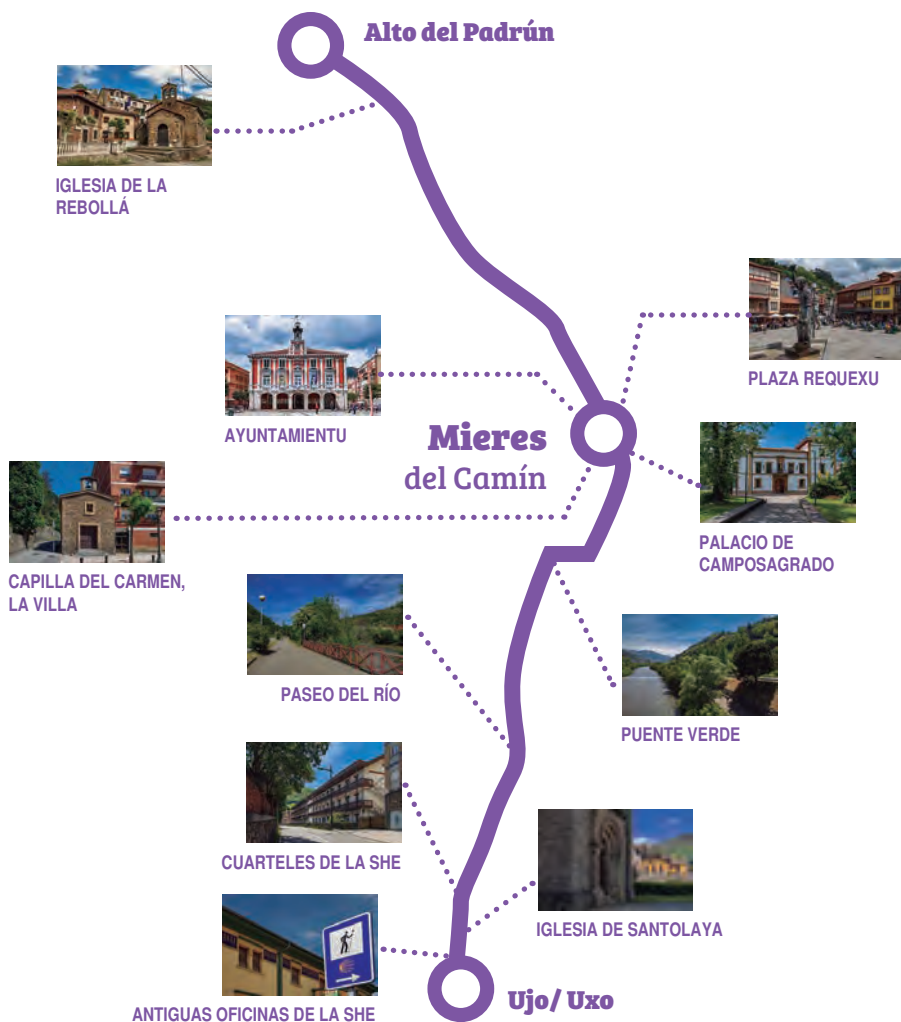 Alto del Padrún
IGLESIA DE LA
REBOLLÁ
PLAZA REQUEXU
AYUNTAMIENTU
Mieres
del Camín
PALACIO DE
CAMPOSAGRADO
CAPILLA DEL CARMEN,
LA VILLA
PASEO DEL RÍO
PUENTE VERDE
CUARTELES DE LA SHE
IGLESIA DE SANTOLAYA
ANTIGUAS OFICINAS DE LA SHE
Ujo/ Uxo